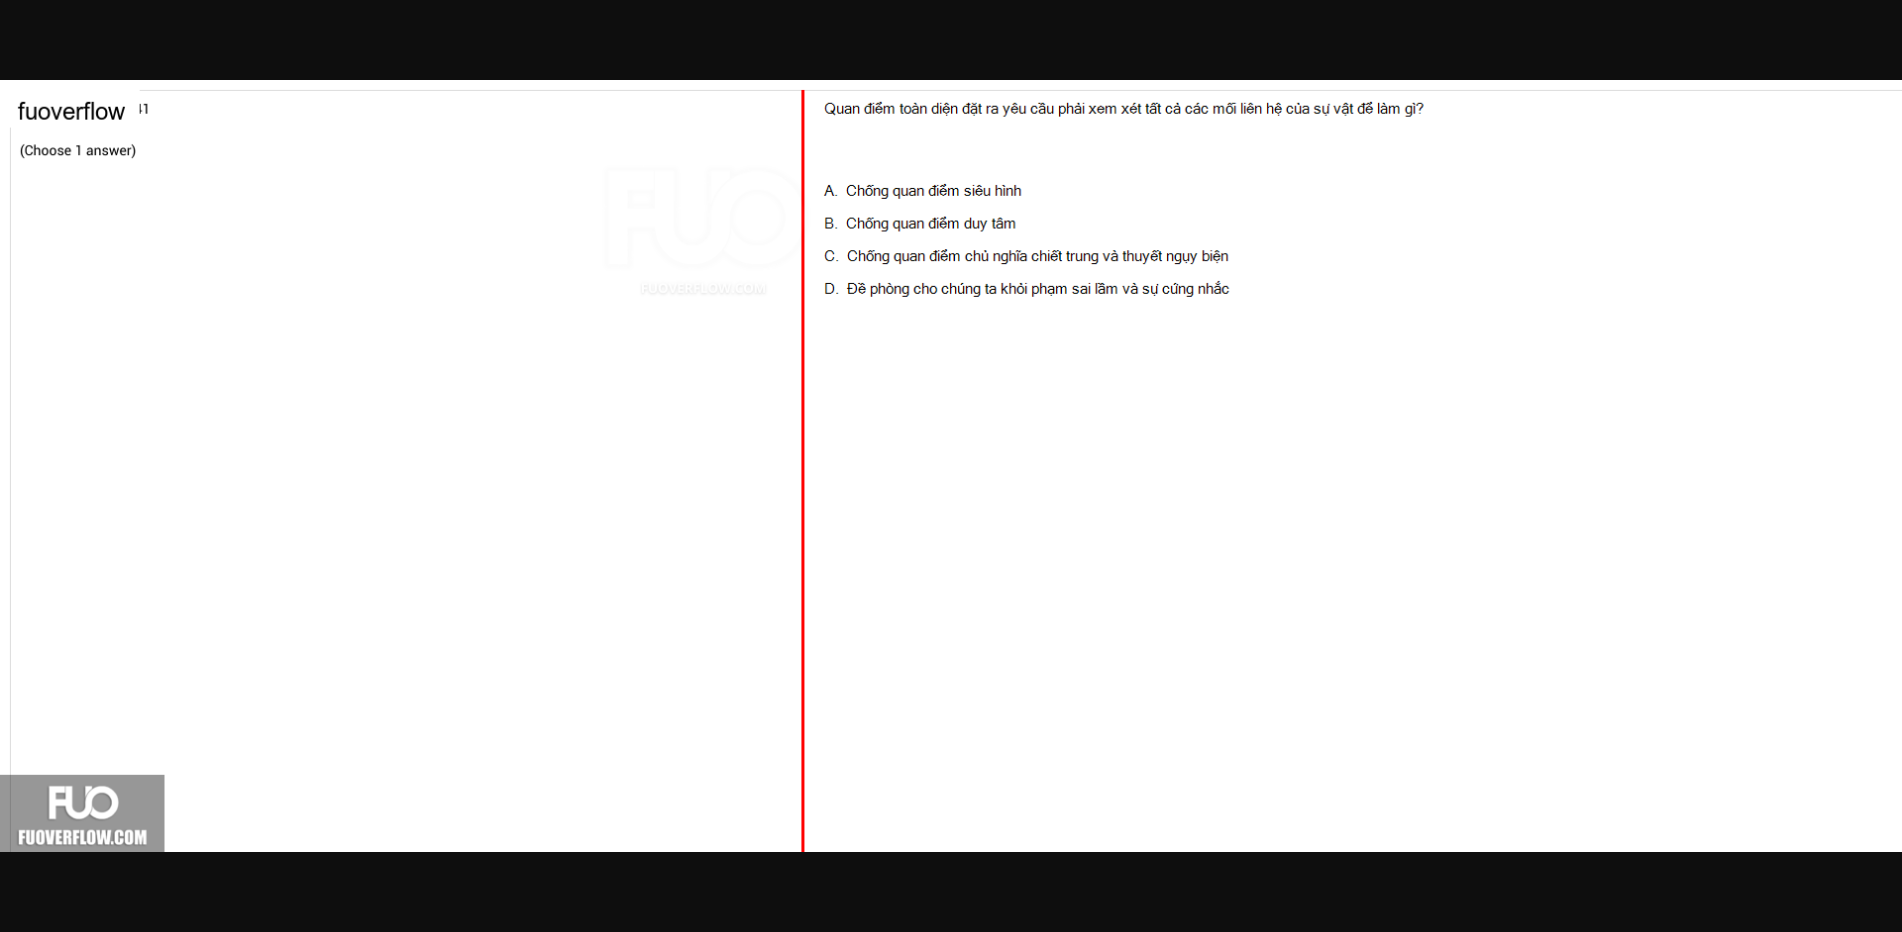 fuoverflow 41
(Choose 1 answer)
Quan điểm toàn diện đặt ra yêu cầu phải xem xét tất cả các mối liên hệ của sự vật để làm gì?
A. Chống quan điểm siêu hình
B. Chống quan điểm duy tâm
C. Chống quan điểm chủ nghĩa chiết trung và thuyết ngụy biện
D. Đề phòng cho chúng ta khỏi phạm sai lầm và sự cứng nhắc
FUO
FUOVERFLOW.COM
FUO
FUOVERFLOW.COM